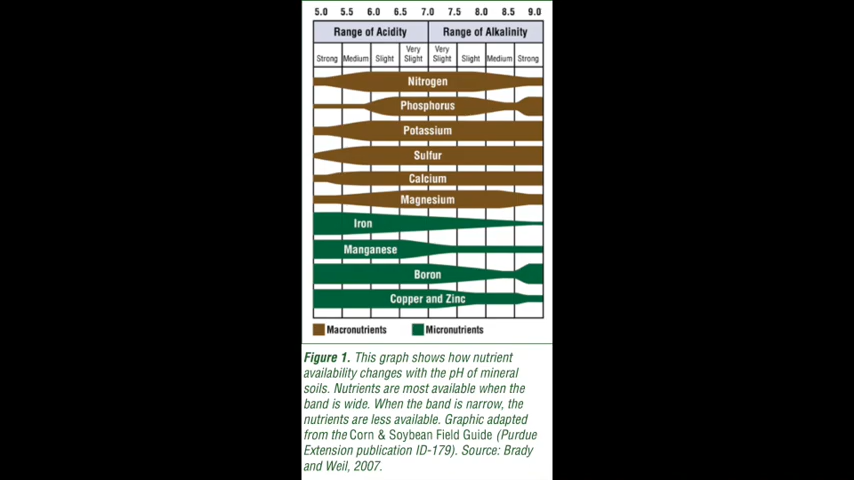 5.0 5.5 6.0 6.5 7.0 7.5 8.0 8.5 9.0
Range of Acidity Range of Alkalinity
Strong Medium Slight Very Slight Very Slight Slight Medium Strong
Nitrogen
Phosphorus
Potassium
Sulfur
Calcium
Magnesium
Iron
Manganese
Boron
Copper and Zinc
Macronutrients Micronutrients
Figure 1. This graph shows how nutrient
availability changes with the pH of mineral
soils. Nutrients are most available when the
band is wide. When the band is narrow, the
nutrients are less available. Graphic adapted
from the Corn & Soybean Field Guide (Purdue
Extension publication ID-179). Source: Brady
and Weil, 2007.